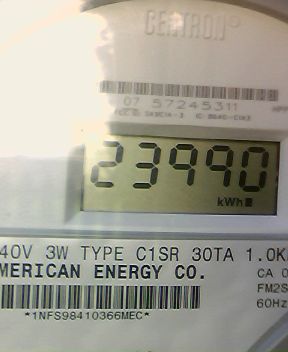 CENTRON®
07 57245311
23990
kWh
40V 3W TYPE C1SR 30TA 1.0K
MERICAN ENERGY CO.
CA 0
FM2S
60Hz
*1NFS98410366MEC*